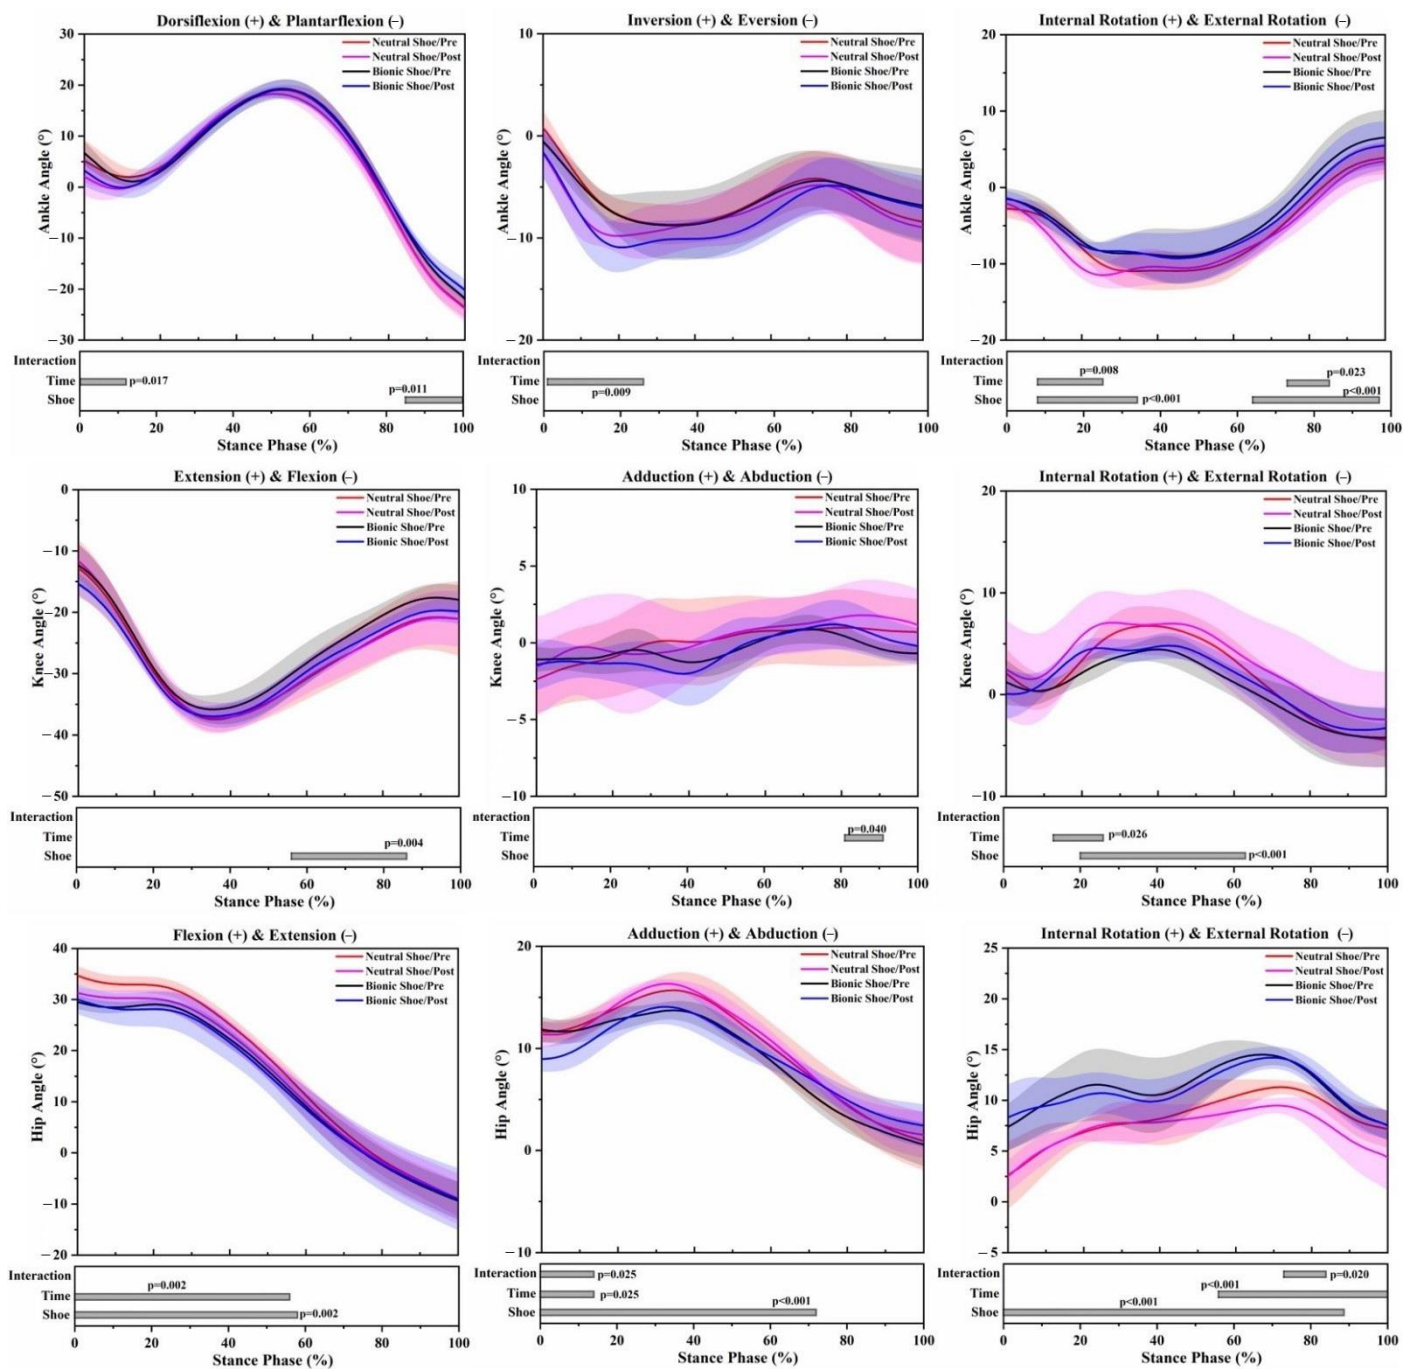 Dorsiflexion (+) & Plantarflexion (−)
30
20
10
0
−10
−20
−30
Ankle Angle (°)
Neutral Shoe/Pre
Neutral Shoe/Post
Bionic Shoe/Pre
Bionic Shoe/Post
Interaction
Time
p=0.017
Shoe
p=0.011
0 20 40 60 80 100
Stance Phase (%)
Inversion (+) & Eversion (−)
10
0
−10
−20
Ankle Angle (°)
Neutral Shoe/Pre
Neutral Shoe/Post
Bionic Shoe/Pre
Bionic Shoe/Post
Interaction
Time
p=0.009
Shoe
0 20 40 60 80 100
Stance Phase (%)
Internal Rotation (+) & External Rotation (−)
20
10
0
−10
−20
Ankle Angle (°)
Neutral Shoe/Pre
Neutral Shoe/Post
Bionic Shoe/Pre
Bionic Shoe/Post
Interaction
Time
p=0.008
p=0.023
Shoe
p<0.001
p<0.001
0 20 40 60 80 100
Stance Phase (%)
Extension (+) & Flexion (−)
0
−10
−20
−30
−40
−50
Knee Angle (°)
Neutral Shoe/Pre
Neutral Shoe/Post
Bionic Shoe/Pre
Bionic Shoe/Post
Interaction
Time
Shoe
p=0.004
0 20 40 60 80 100
Stance Phase (%)
Adduction (+) & Abduction (−)
10
5
0
−5
−10
Knee Angle (°)
Neutral Shoe/Pre
Neutral Shoe/Post
Bionic Shoe/Pre
Bionic Shoe/Post
nteraction
Time
p=0.040
Shoe
0 20 40 60 80 100
Stance Phase (%)
Internal Rotation (+) & External Rotation (−)
20
10
0
−10
Knee Angle (°)
Neutral Shoe/Pre
Neutral Shoe/Post
Bionic Shoe/Pre
Bionic Shoe/Post
Interaction
Time
p=0.026
Shoe
p<0.001
0 20 40 60 80 100
Stance Phase (%)
Flexion (+) & Extension (−)
40
30
20
10
0
−10
−20
Hip Angle (°)
Neutral Shoe/Pre
Neutral Shoe/Post
Bionic Shoe/Pre
Bionic Shoe/Post
Interaction
p=0.002
Time
Shoe
p=0.002
0 20 40 60 80 100
Stance Phase (%)
Adduction (+) & Abduction (−)
20
10
0
−10
Hip Angle (°)
Neutral Shoe/Pre
Neutral Shoe/Post
Bionic Shoe/Pre
Bionic Shoe/Post
Interaction
p=0.025
Time
p=0.025
Shoe
p<0.001
0 20 40 60 80 100
Stance Phase (%)
Internal Rotation (+) & External Rotation (−)
25
20
15
10
5
0
−5
Hip Angle (°)
Neutral Shoe/Pre
Neutral Shoe/Post
Bionic Shoe/Pre
Bionic Shoe/Post
Interaction
p=0.020
Time
p<0.001
Shoe
p<0.001
0 20 40 60 80 100
Stance Phase (%)